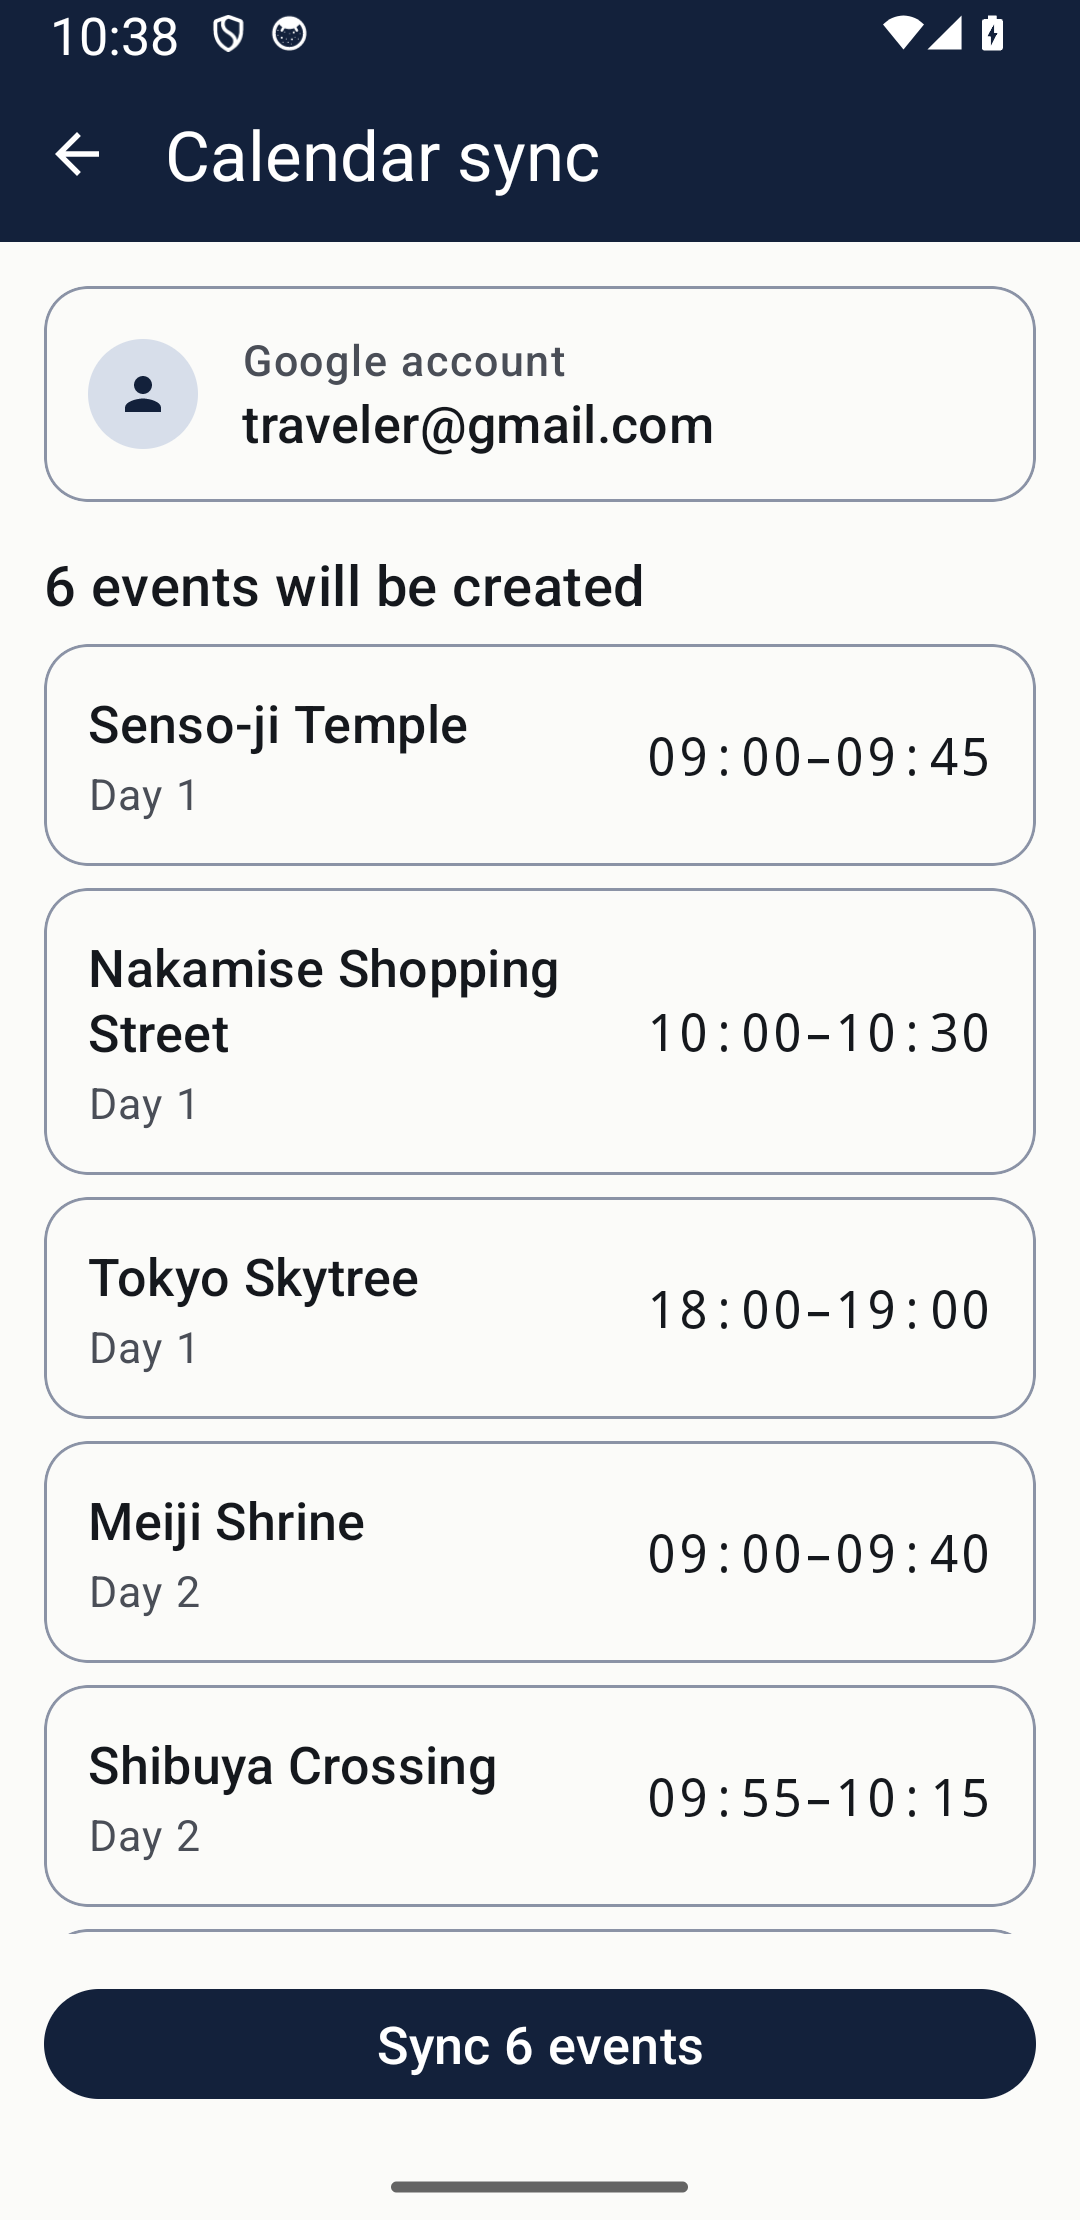 10:38
Calendar sync
Google account
traveler@gmail.com
6 events will be created
Senso-ji Temple
Day 1
09:00–09:45
Nakamise Shopping
Street
Day 1
10:00–10:30
Tokyo Skytree
Day 1
18:00–19:00
Meiji Shrine
Day 2
09:00–09:40
Shibuya Crossing
Day 2
09:55–10:15
Sync 6 events